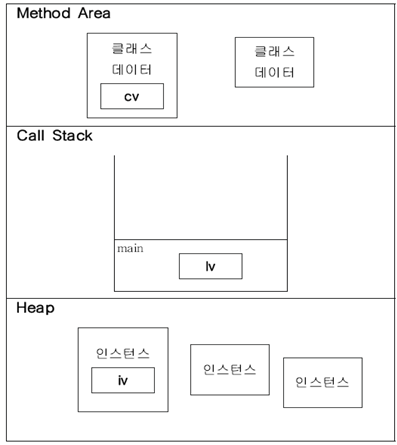 Method Area
클래스
데이터
cv
클래스
데이터
Call Stack
main
lv
Heap
인스턴스
iv
인스턴스
인스턴스